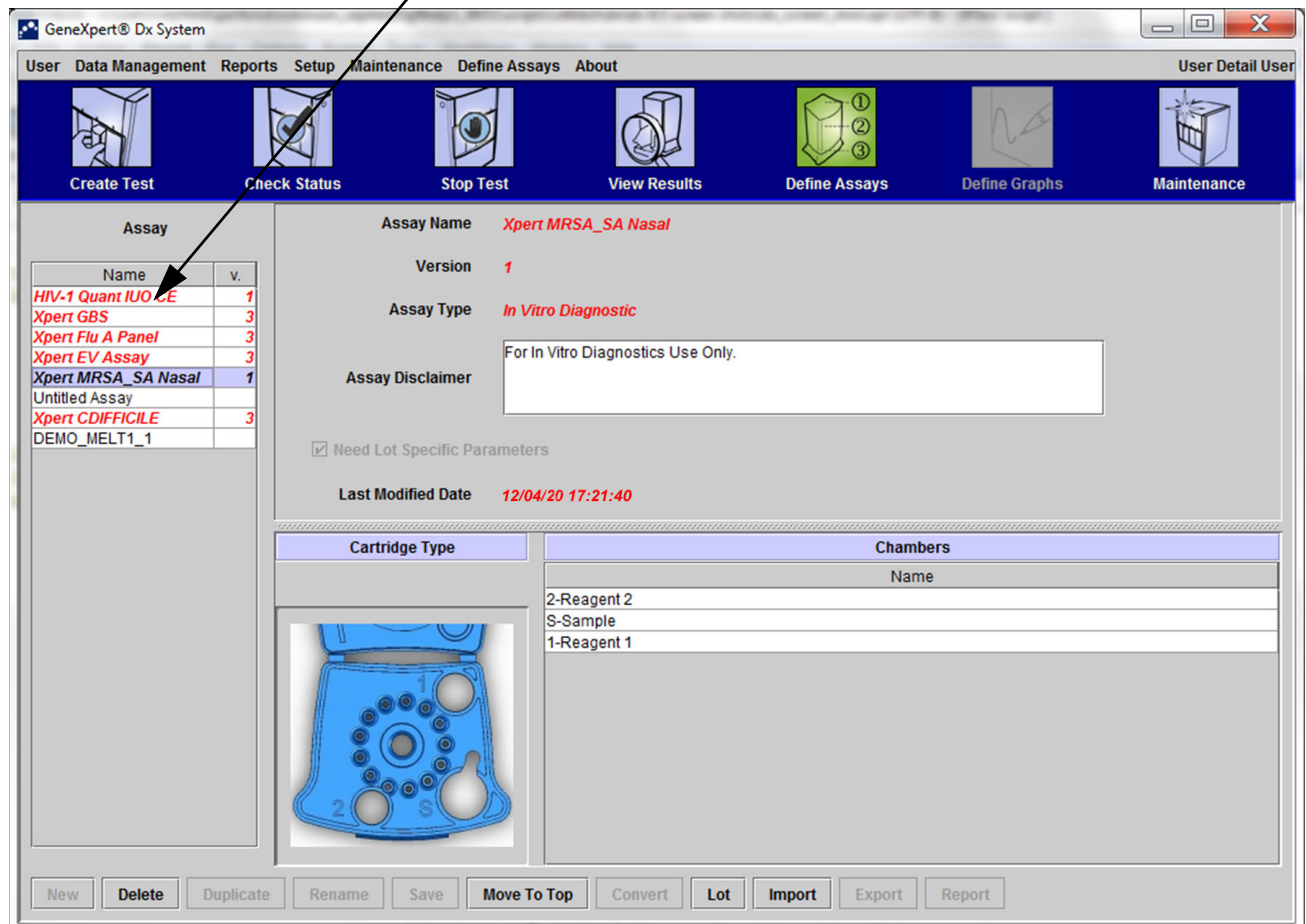 GeneXpert® Dx System
User Data Management Reports Setup Maintenance Define Assays About User Detail User
① ② ③
Create Test Check Status Stop Test View Results Define Assays Define Graphs Maintenance
Assay
Name v.
HIV-1 Quant IUO CE 1
Xpert GBS 3
Xpert Flu A Panel 3
Xpert EV Assay 3
Xpert MRSA_SA Nasal 1
Untitled Assay
Xpert CDIFFICILE 3
DEMO_MELT1_1
Assay Name Xpert MRSA_SA Nasal
Version 1
Assay Type In Vitro Diagnostic
Assay Disclaimer For In Vitro Diagnostics Use Only.
Need Lot Specific Parameters
Last Modified Date 12/04/20 17:21:40
Cartridge Type
1
2 S
Chambers
Name
2-Reagent 2
S-Sample
1-Reagent 1
New Delete Duplicate Rename Save Move To Top Convert Lot Import Export Report